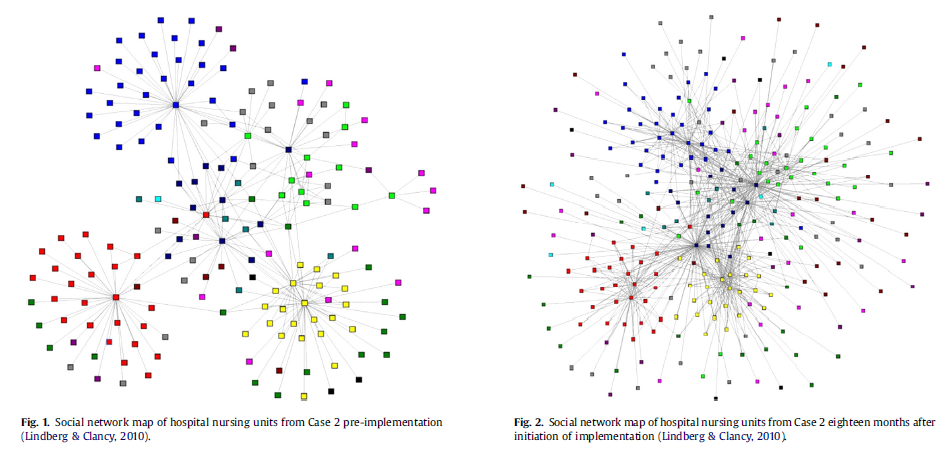 Fig. 1. Social network map of hospital nursing units from Case 2 pre-implementation
(Lindberg & Clancy, 2010).
Fig. 2. Social network map of hospital nursing units from Case 2 eighteen months after
initiation of implementation (Lindberg & Clancy, 2010).